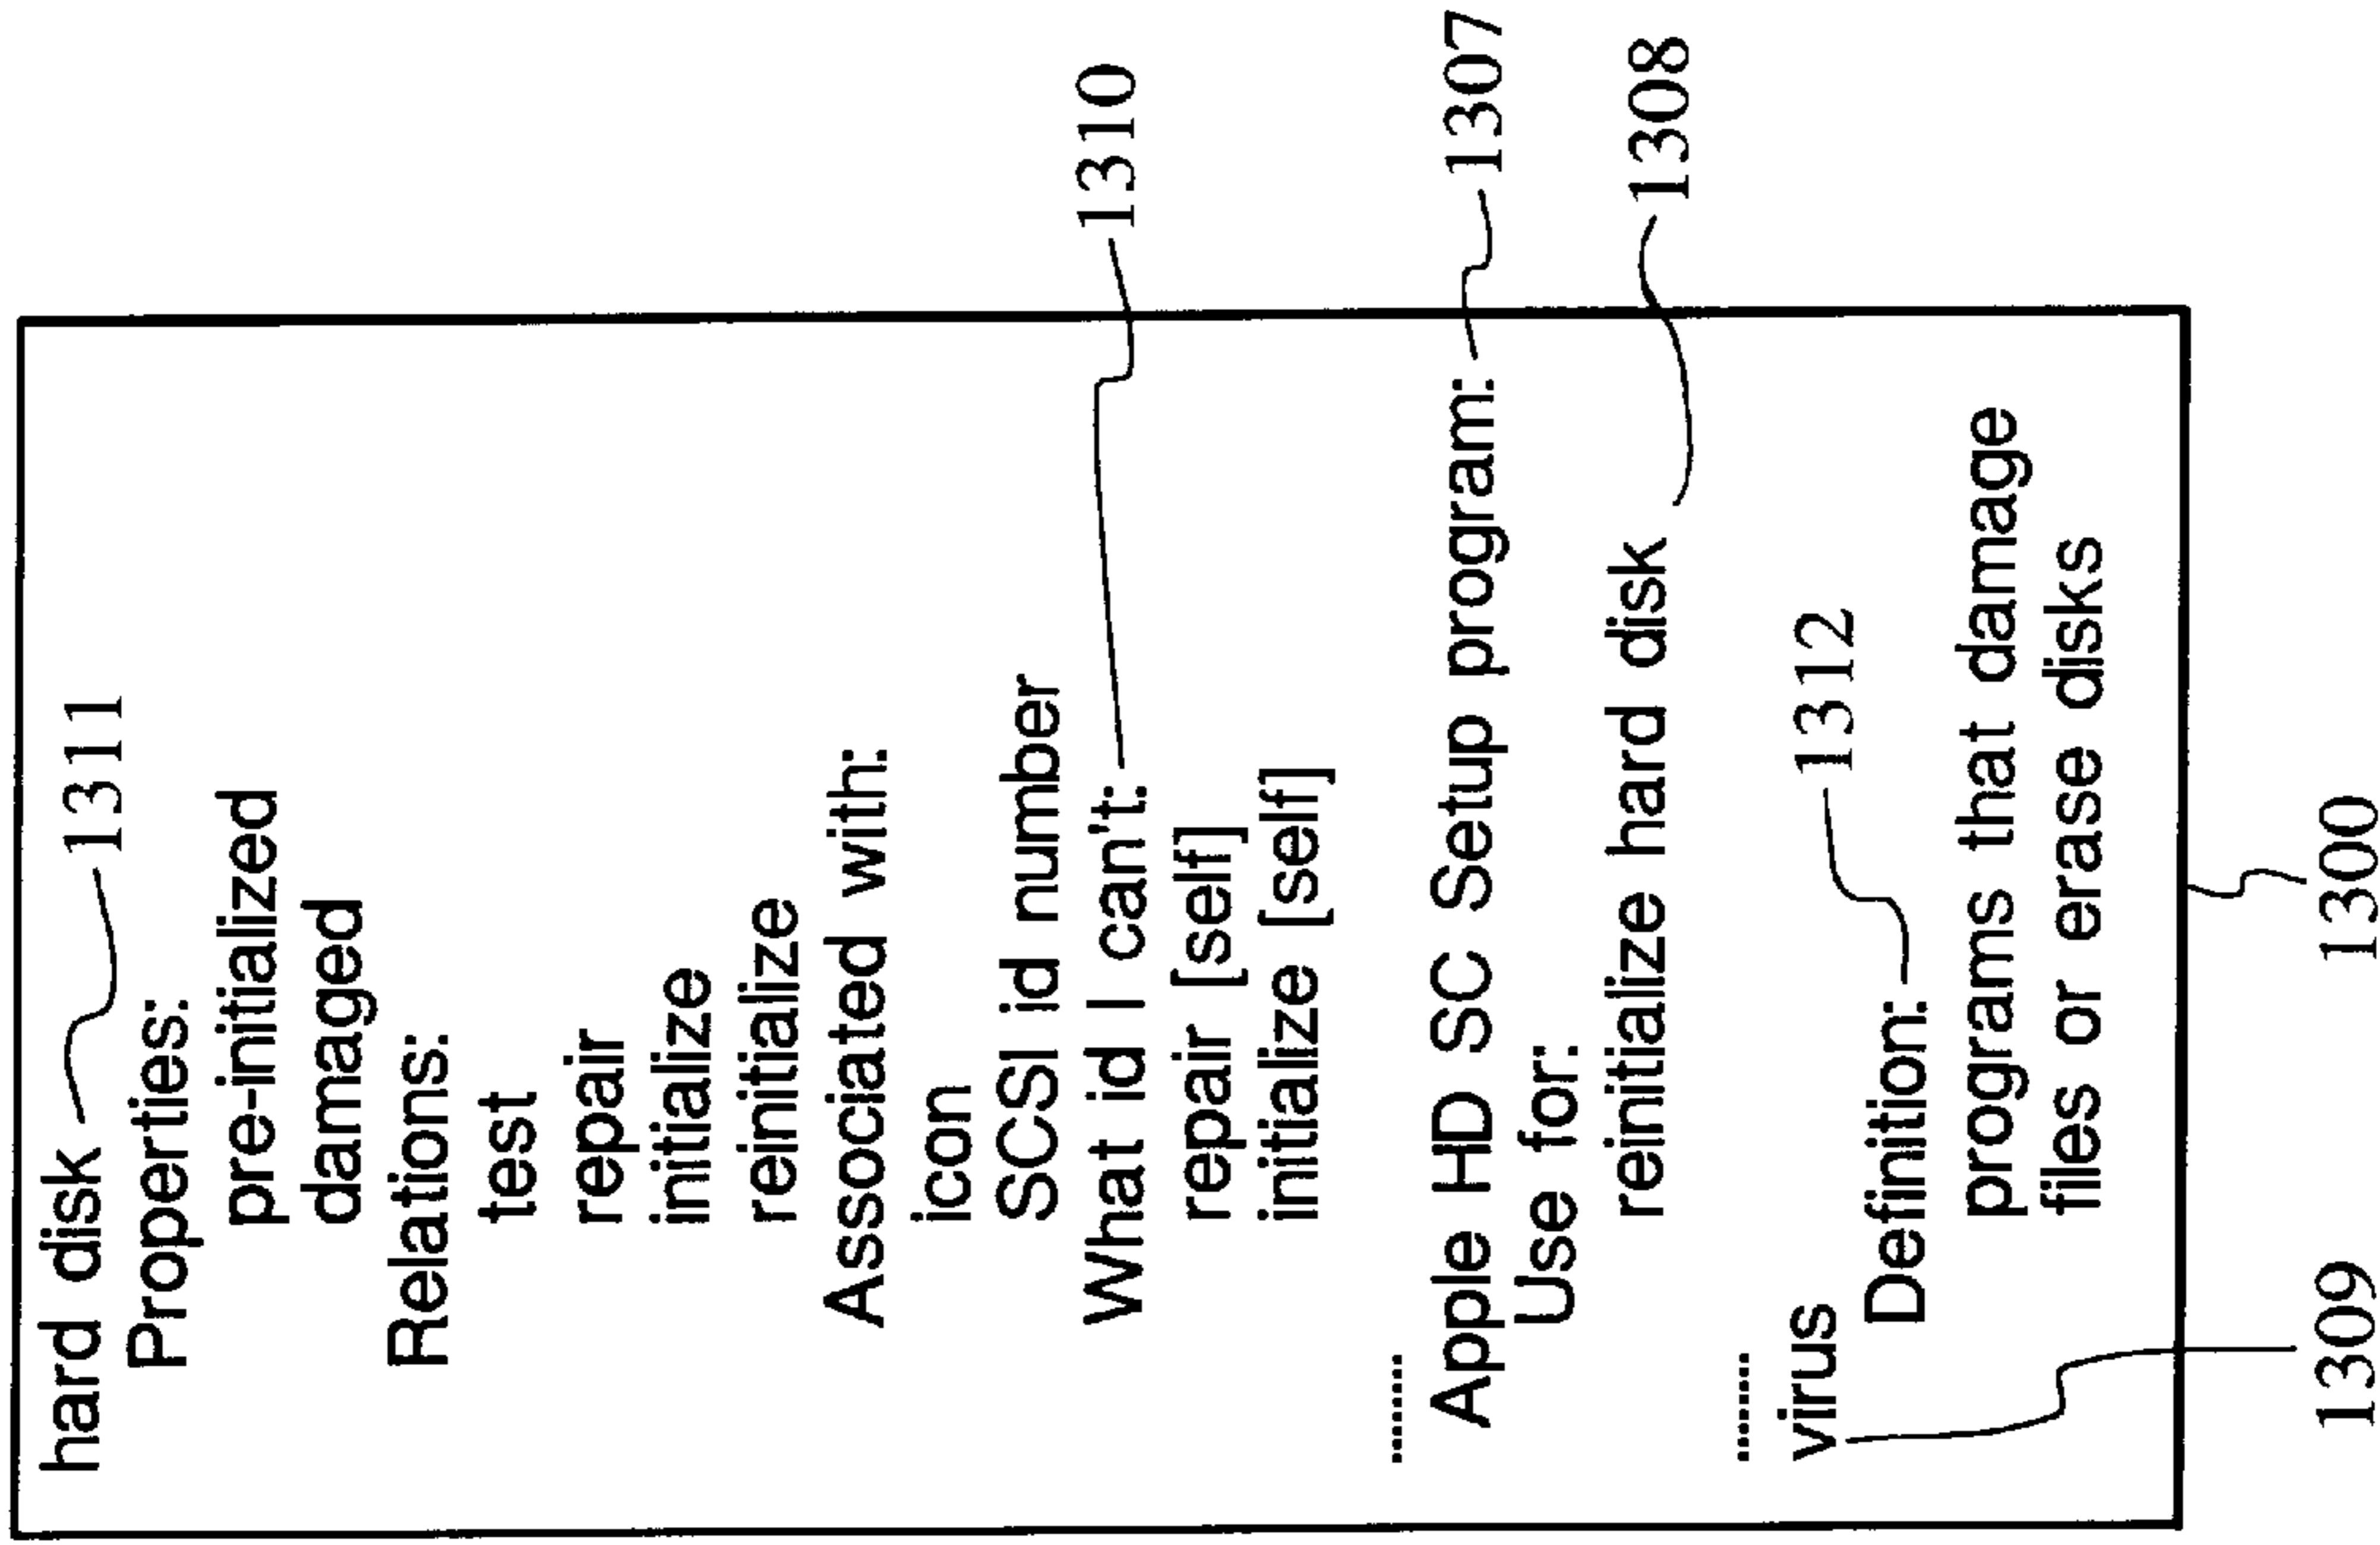 hard disk 1311
Properties:
pre-initialized
damaged
Relations:
test
repair
initialize
reinitialize
Associated with:
icon
SCSI id number
What id I can't: 1310
repair [self]
initialize [self]
........
Apple HD SC Setup program: 1307
Use for:
reinitialize hard disk 1308
........
virus 1312
Definition:
programs that damage
files or erase disks
1309 1300